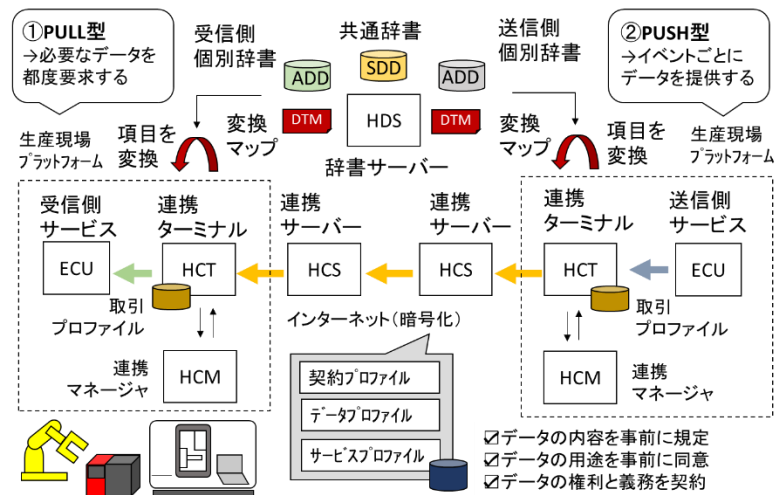 ①PULL型
→必要なデータを
都度要求する
受信側
個別辞書
共通辞書
送信側
個別辞書
②PUSH型
→イベントごとに
データを提供する
ADD
SDD
ADD
DTM
HDS
DTM
生産現場
プラットフォーム
項目を
変換
変換
マップ
辞書サーバー
変換
マップ
項目を
変換
生産現場
プラットフォーム
受信側
サービス
連携
ターミナル
連携
サーバー
連携
サーバー
連携
ターミナル
送信側
サービス
ECU
HCT
HCS
HCS
HCT
ECU
取引
プロファイル
インターネット(暗号化)
取引
プロファイル
連携
マネージャ
HCM
HCM
連携
マネージャ
契約プロファイル
データプロファイル
サービスプロファイル
☑データの内容を事前に規定
☑データの用途を事前に同意
☑データの権利と義務を契約